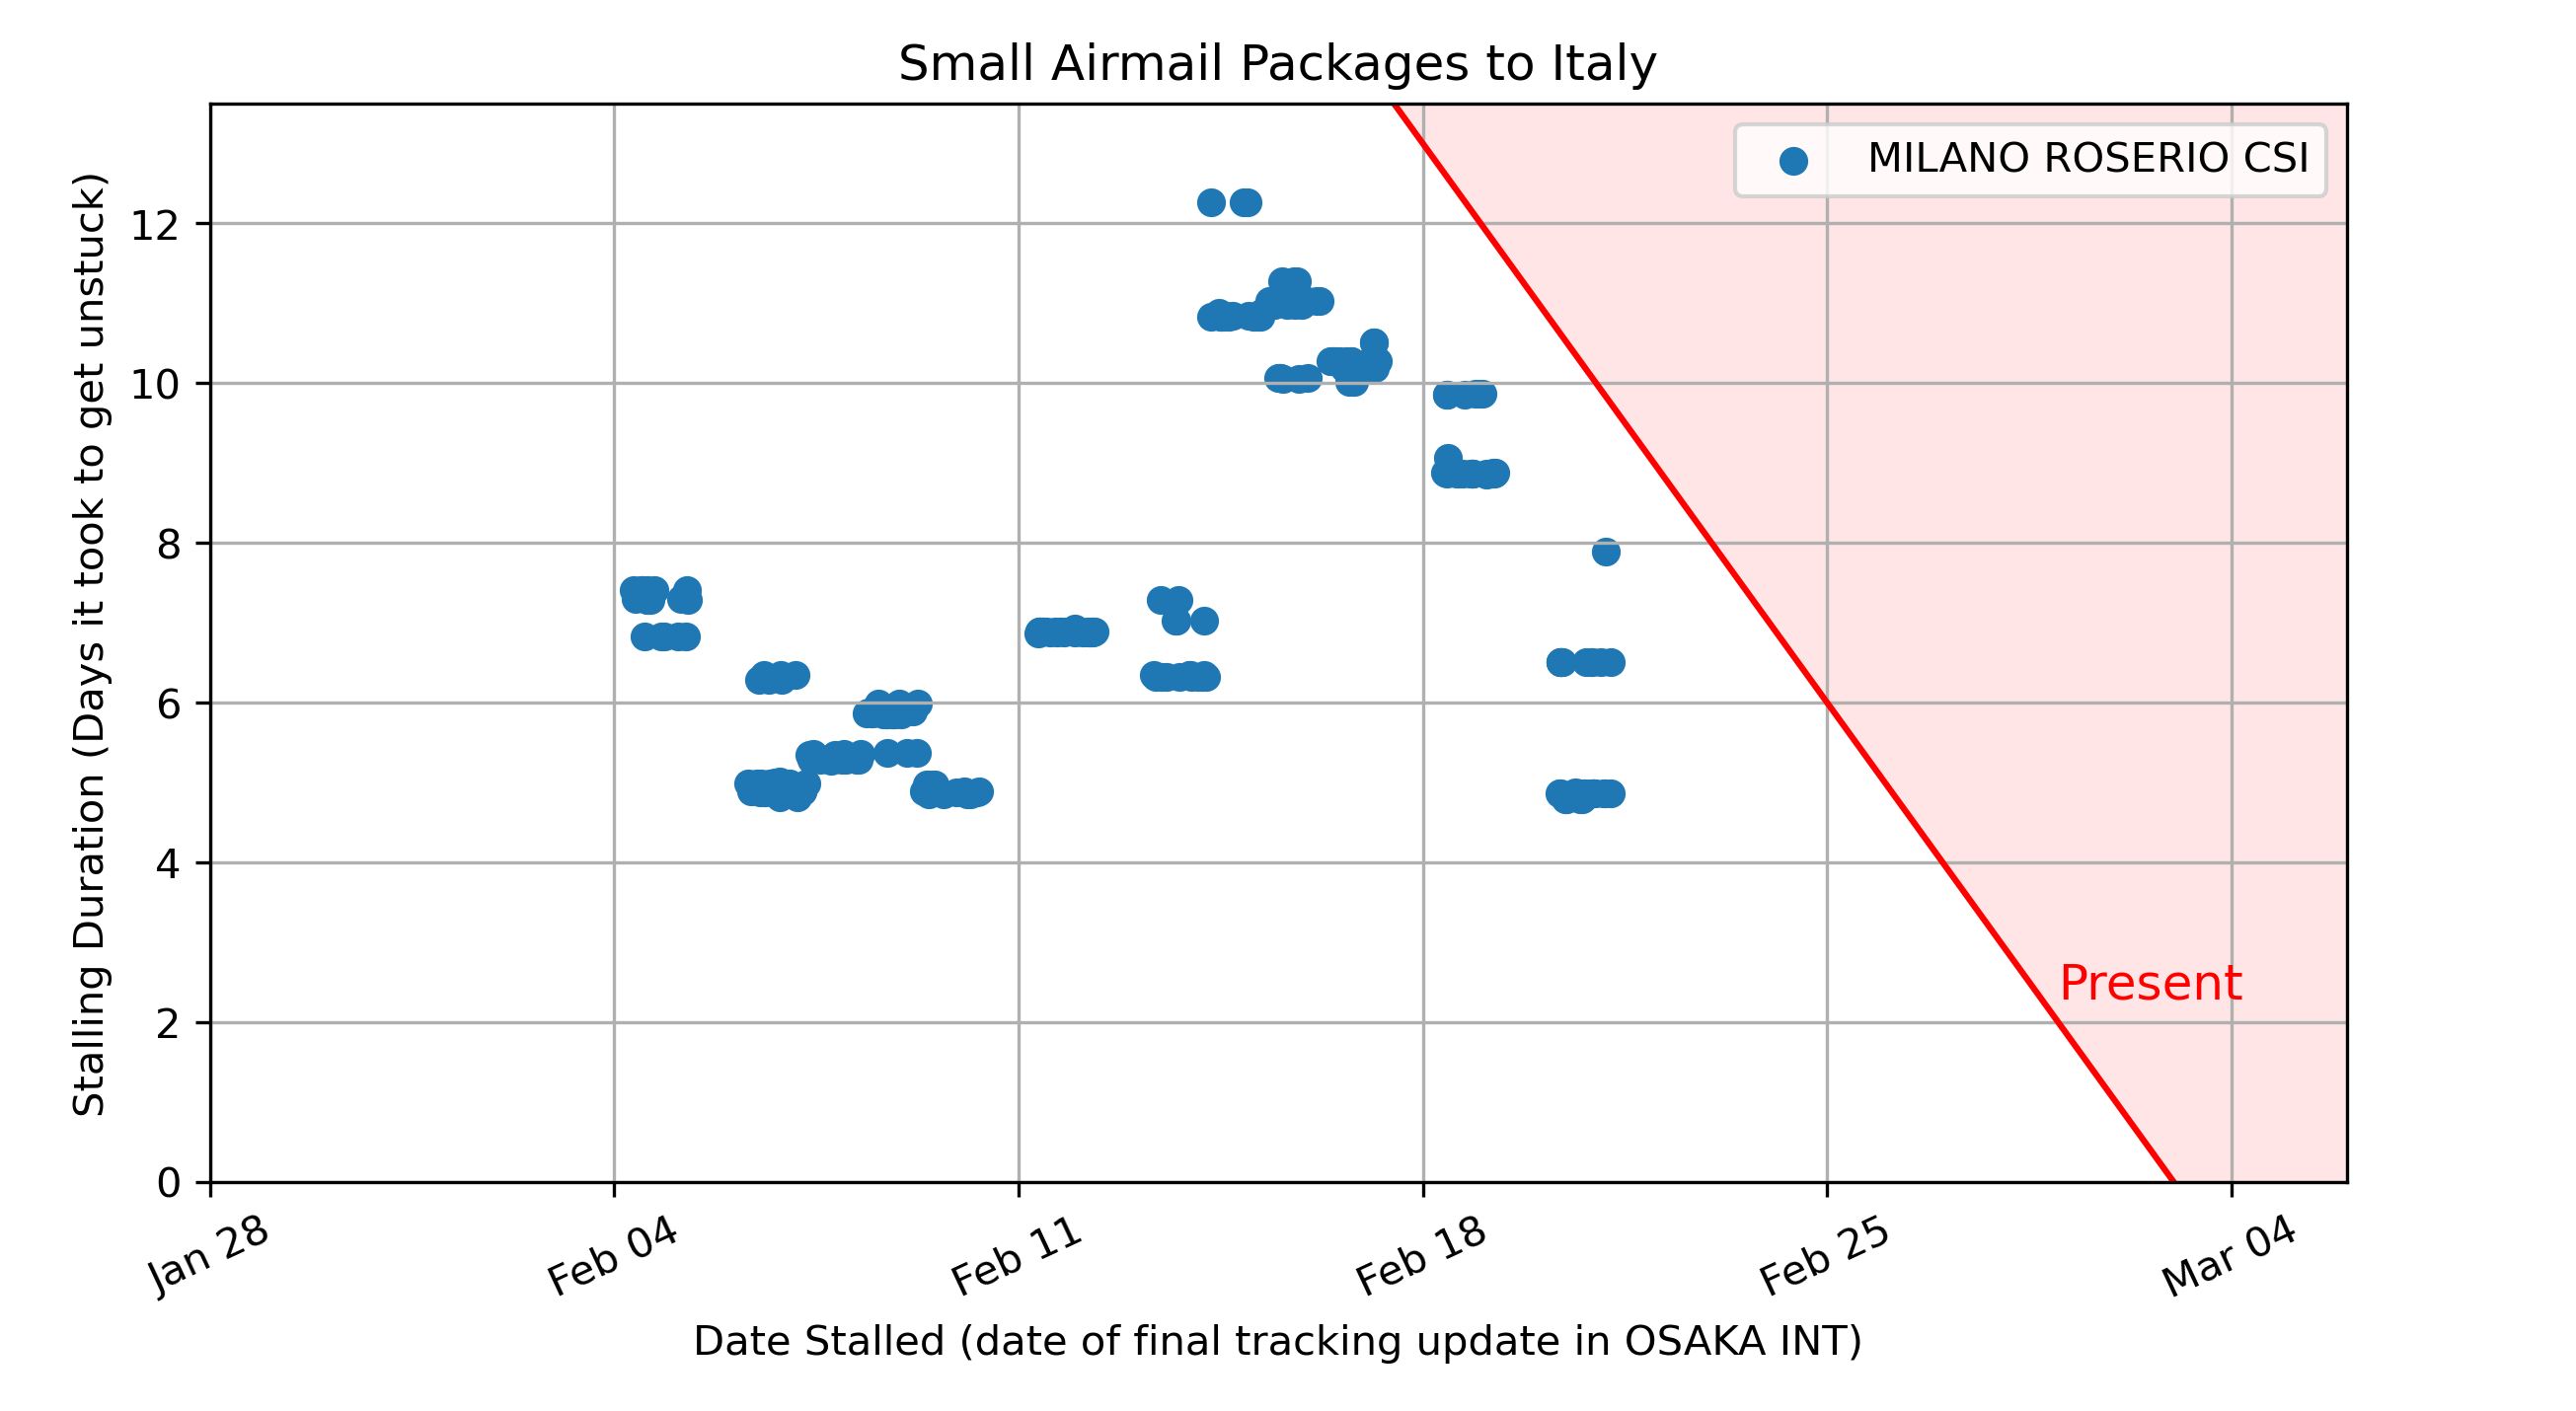 Small Airmail Packages to Italy
MILANO ROSERIO CSI
Stalling Duration (Days it took to get unstuck)
12
10
8
6
4
2
0
Present
Jan 28
Feb 04
Feb 11
Feb 18
Feb 25
Mar 04
Date Stalled (date of final tracking update in OSAKA INT)